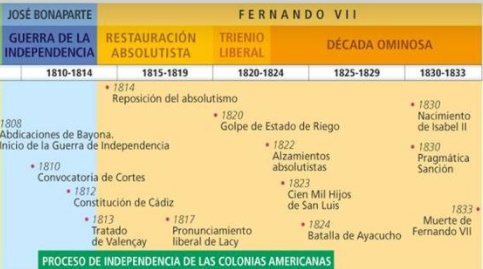 JOSÉ BONAPARTE
FERNANDO VII
GUERRA DE LA
INDEPENDENCIA
RESTAURACIÓN
ABSOLUTISTA
TRIENIO
LIBERAL
DÉCADA OMINOSA
1810-1814
1815-1819
1820-1824
1825-1829
1830-1833
1808
Abdicaciones de Bayona.
Inicio de la Guerra de Independencia
• 1810
Convocatoria de Cortes
• 1812
Constitución de Cádiz
• 1813
Tratado
de Valençay
• 1814
Reposición del absolutismo
• 1817
Pronunciamiento
liberal de Lacy
• 1820
Golpe de Estado de Riego
• 1822
Alzamientos
absolutistas
• 1823
Cien Mil Hijos
de San Luis
• 1824
Batalla de Ayacucho
• 1830
Nacimiento
de Isabel II
• 1830
Pragmática
Sanción
1833 •
Muerte de
Fernando VII
PROCESO DE INDEPENDENCIA DE LAS COLONIAS AMERICANAS